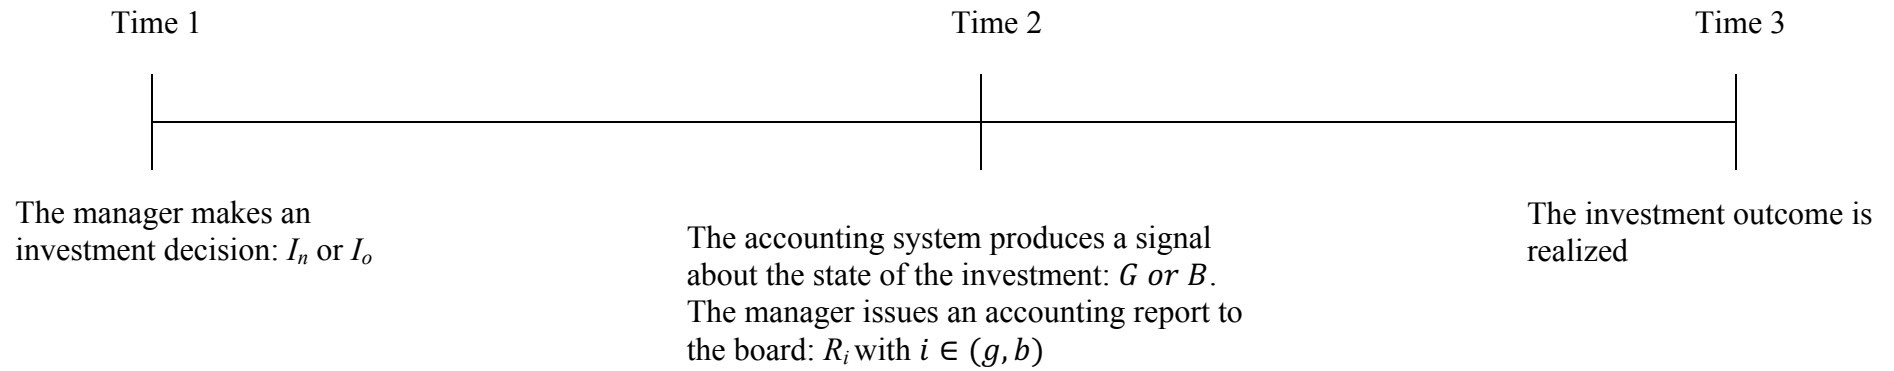 Time 1
Time 2
Time 3
The manager makes an
investment decision: Iₙ or Iₒ
The accounting system produces a signal
about the state of the investment: G or B.
The manager issues an accounting report to
the board: Rᵢ with i ∈ (g, b)
The investment outcome is
realized